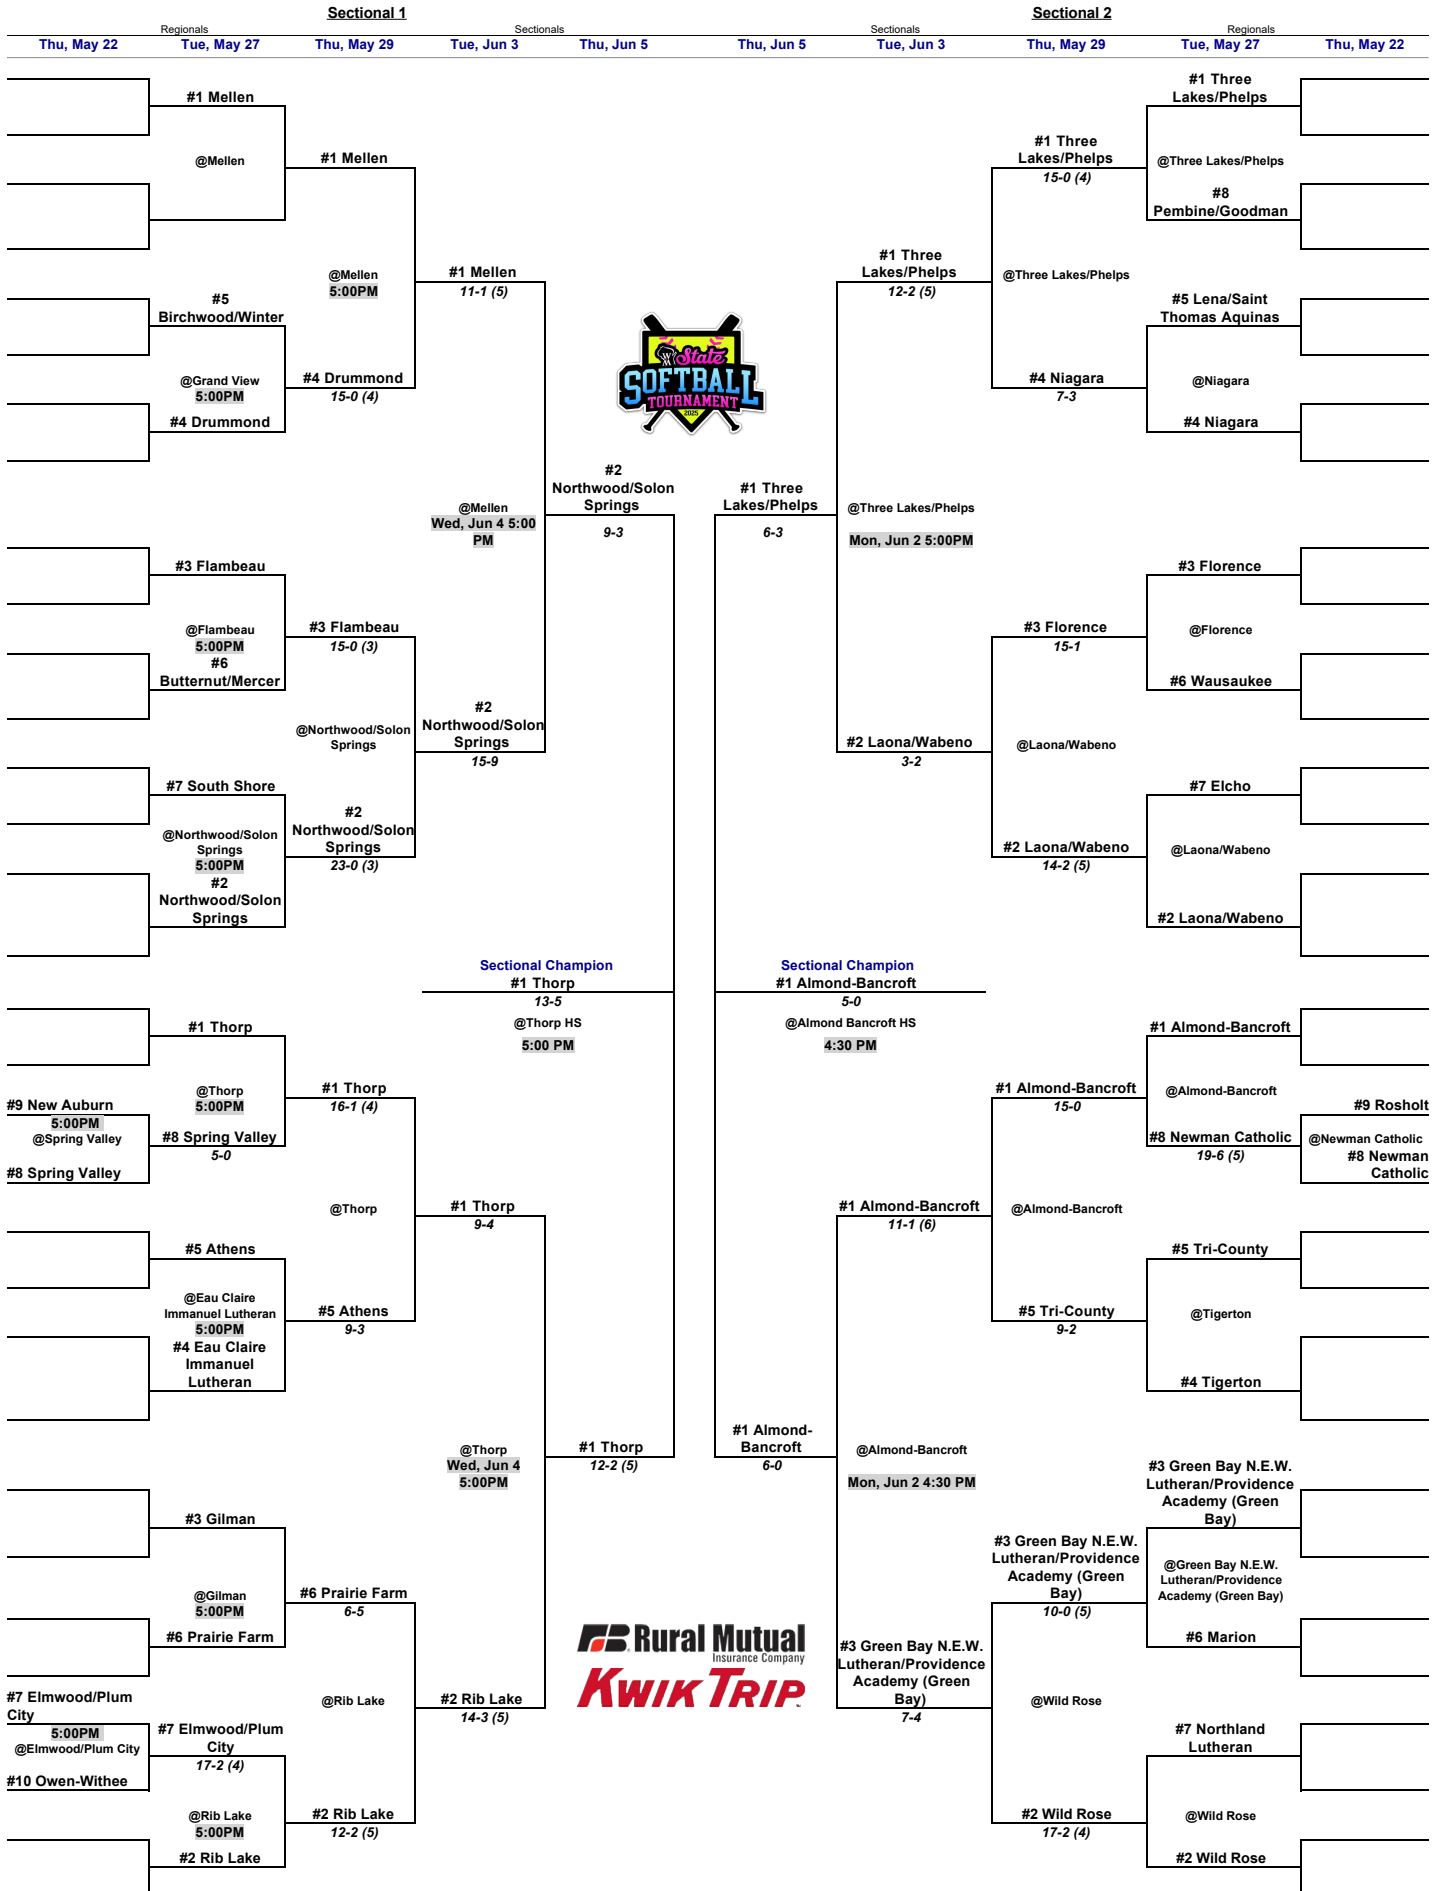 Sectional 1
Sectional 2
Regionals
Sectionals
Sectionals
Regionals
Thu, May 22
Tue, May 27
Thu, May 29
Tue, Jun 3
Thu, Jun 5
Thu, Jun 5
Tue, Jun 3
Thu, May 29
Tue, May 27
Thu, May 22
#1 Mellen
@Mellen
#1 Mellen
#5
Birchwood/Winter
@Grand View
5:00PM
#4 Drummond
@Mellen
5:00PM
#4 Drummond
15-0 (4)
#1 Mellen
11-1 (5)
#3 Flambeau
@Flambeau
5:00PM
#6
Butternut/Mercer
#3 Flambeau
15-0 (3)
@Northwood/Solon
Springs
#7 South Shore
@Northwood/Solon
Springs
5:00PM
#2
Northwood/Solon
Springs
#2
Northwood/Solon
Springs
23-0 (3)
#2
Northwood/Solon
Springs
15-9
@Mellen
Wed, Jun 4 5:00
PM
#2
Northwood/Solon
Springs
9-3
Sectional Champion
#1 Thorp
13-5
@Thorp HS
5:00 PM
#1 Thorp
@Thorp
5:00PM
#9 New Auburn
5:00PM
@Spring Valley
#8 Spring Valley
#8 Spring Valley
5-0
#1 Thorp
16-1 (4)
@Thorp
#5 Athens
@Eau Claire
Immanuel Lutheran
5:00PM
#4 Eau Claire
Immanuel
Lutheran
#5 Athens
9-3
#1 Thorp
9-4
@Thorp
Wed, Jun 4
5:00PM
#1 Thorp
12-2 (5)
#3 Gilman
@Gilman
5:00PM
#6 Prairie Farm
#6 Prairie Farm
6-5
@Rib Lake
#7 Elmwood/Plum
City
5:00PM
@Elmwood/Plum City
#10 Owen-Withee
#7 Elmwood/Plum
City
17-2 (4)
@Rib Lake
5:00PM
#2 Rib Lake
#2 Rib Lake
12-2 (5)
#2 Rib Lake
14-3 (5)
State
SOFTBALL
TOURNAMENT
2025
Rural Mutual
Insurance Company
KWIK TRIP
#1 Three
Lakes/Phelps
@Three Lakes/Phelps
#8
Pembine/Goodman
#1 Three
Lakes/Phelps
15-0 (4)
@Three Lakes/Phelps
#5 Lena/Saint
Thomas Aquinas
@Niagara
#4 Niagara
#4 Niagara
7-3
#1 Three
Lakes/Phelps
12-2 (5)
@Three Lakes/Phelps
Mon, Jun 2 5:00PM
#1 Three
Lakes/Phelps
6-3
#3 Florence
@Florence
#6 Wausaukee
#3 Florence
15-1
@Laona/Wabeno
#7 Elcho
@Laona/Wabeno
#2 Laona/Wabeno
#2 Laona/Wabeno
14-2 (5)
#2 Laona/Wabeno
3-2
Sectional Champion
#1 Almond-Bancroft
5-0
@Almond Bancroft HS
4:30 PM
#1 Almond-Bancroft
@Almond-Bancroft
#9 Rosholt
@Newman Catholic
#8 Newman
Catholic
#8 Newman Catholic
19-6 (5)
#1 Almond-Bancroft
15-0
@Almond-Bancroft
#5 Tri-County
@Tigerton
#4 Tigerton
#5 Tri-County
9-2
#1 Almond-Bancroft
11-1 (6)
@Almond-Bancroft
Mon, Jun 2 4:30 PM
#1 Almond-
Bancroft
6-0
#3 Green Bay N.E.W.
Lutheran/Providence
Academy (Green
Bay)
@Green Bay N.E.W.
Lutheran/Providence
Academy (Green Bay)
#6 Marion
#3 Green Bay N.E.W.
Lutheran/Providence
Academy (Green
Bay)
10-0 (5)
@Wild Rose
#7 Northland
Lutheran
@Wild Rose
#2 Wild Rose
#2 Wild Rose
17-2 (4)
#3 Green Bay N.E.W.
Lutheran/Providence
Academy (Green
Bay)
7-4